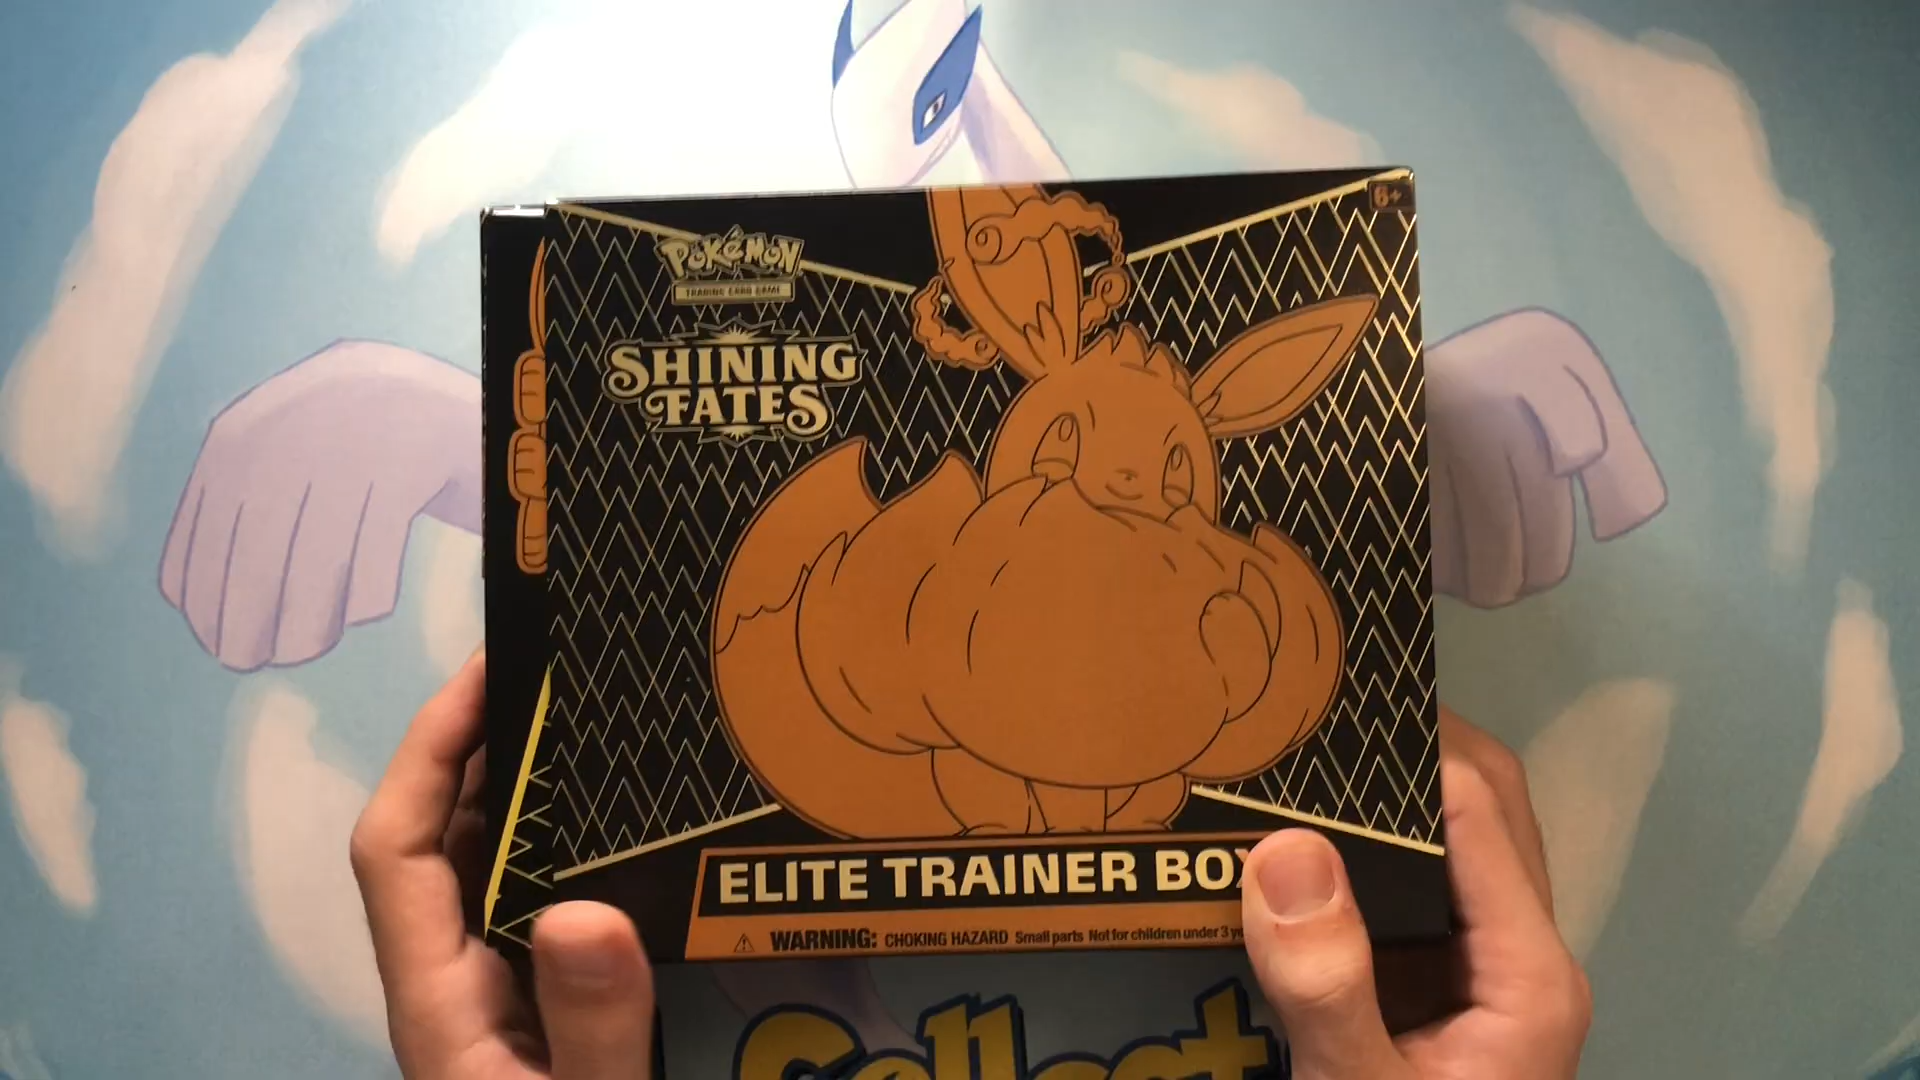 6+
POKéMON
TRADING CARD GAME
SHINING
FATES
ELITE TRAINER BOX
WARNING: CHOKING HAZARD Small parts Not for children under 3
Collect